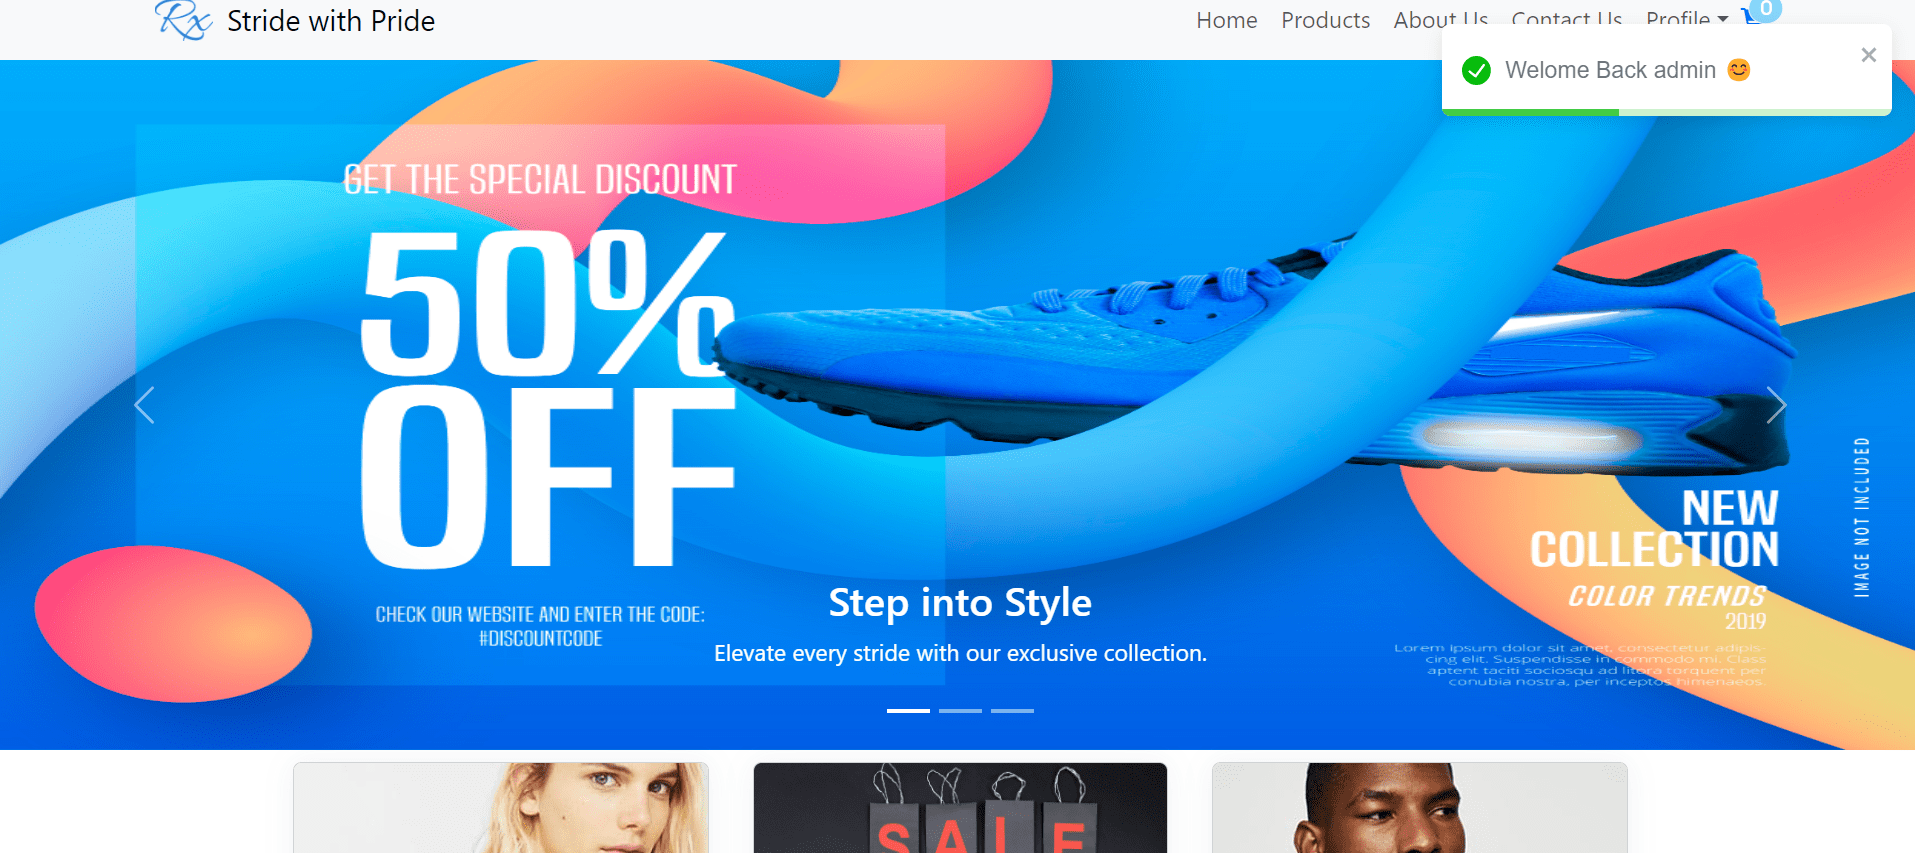 Rx Stride with Pride
Home Products About Us Contact Us Profile 0
Welome Back admin 😊
GET THE SPECIAL DISCOUNT
50%
OFF
CHECK OUR WEBSITE AND ENTER THE CODE:
#DISCOUNTCODE
Step into Style
Elevate every stride with our exclusive collection.
NEW
COLLECTION
COLOR TRENDS
2019
Lorem ipsum dolor sit amet, consectetur adipis-
cing elit. Suspendisse in commodo mi. Class
aptent taciti sociosqu ad litora torquent per
conubia nostra, per inceptos himenaeos.
IMAGE NOT INCLUDED
SALE